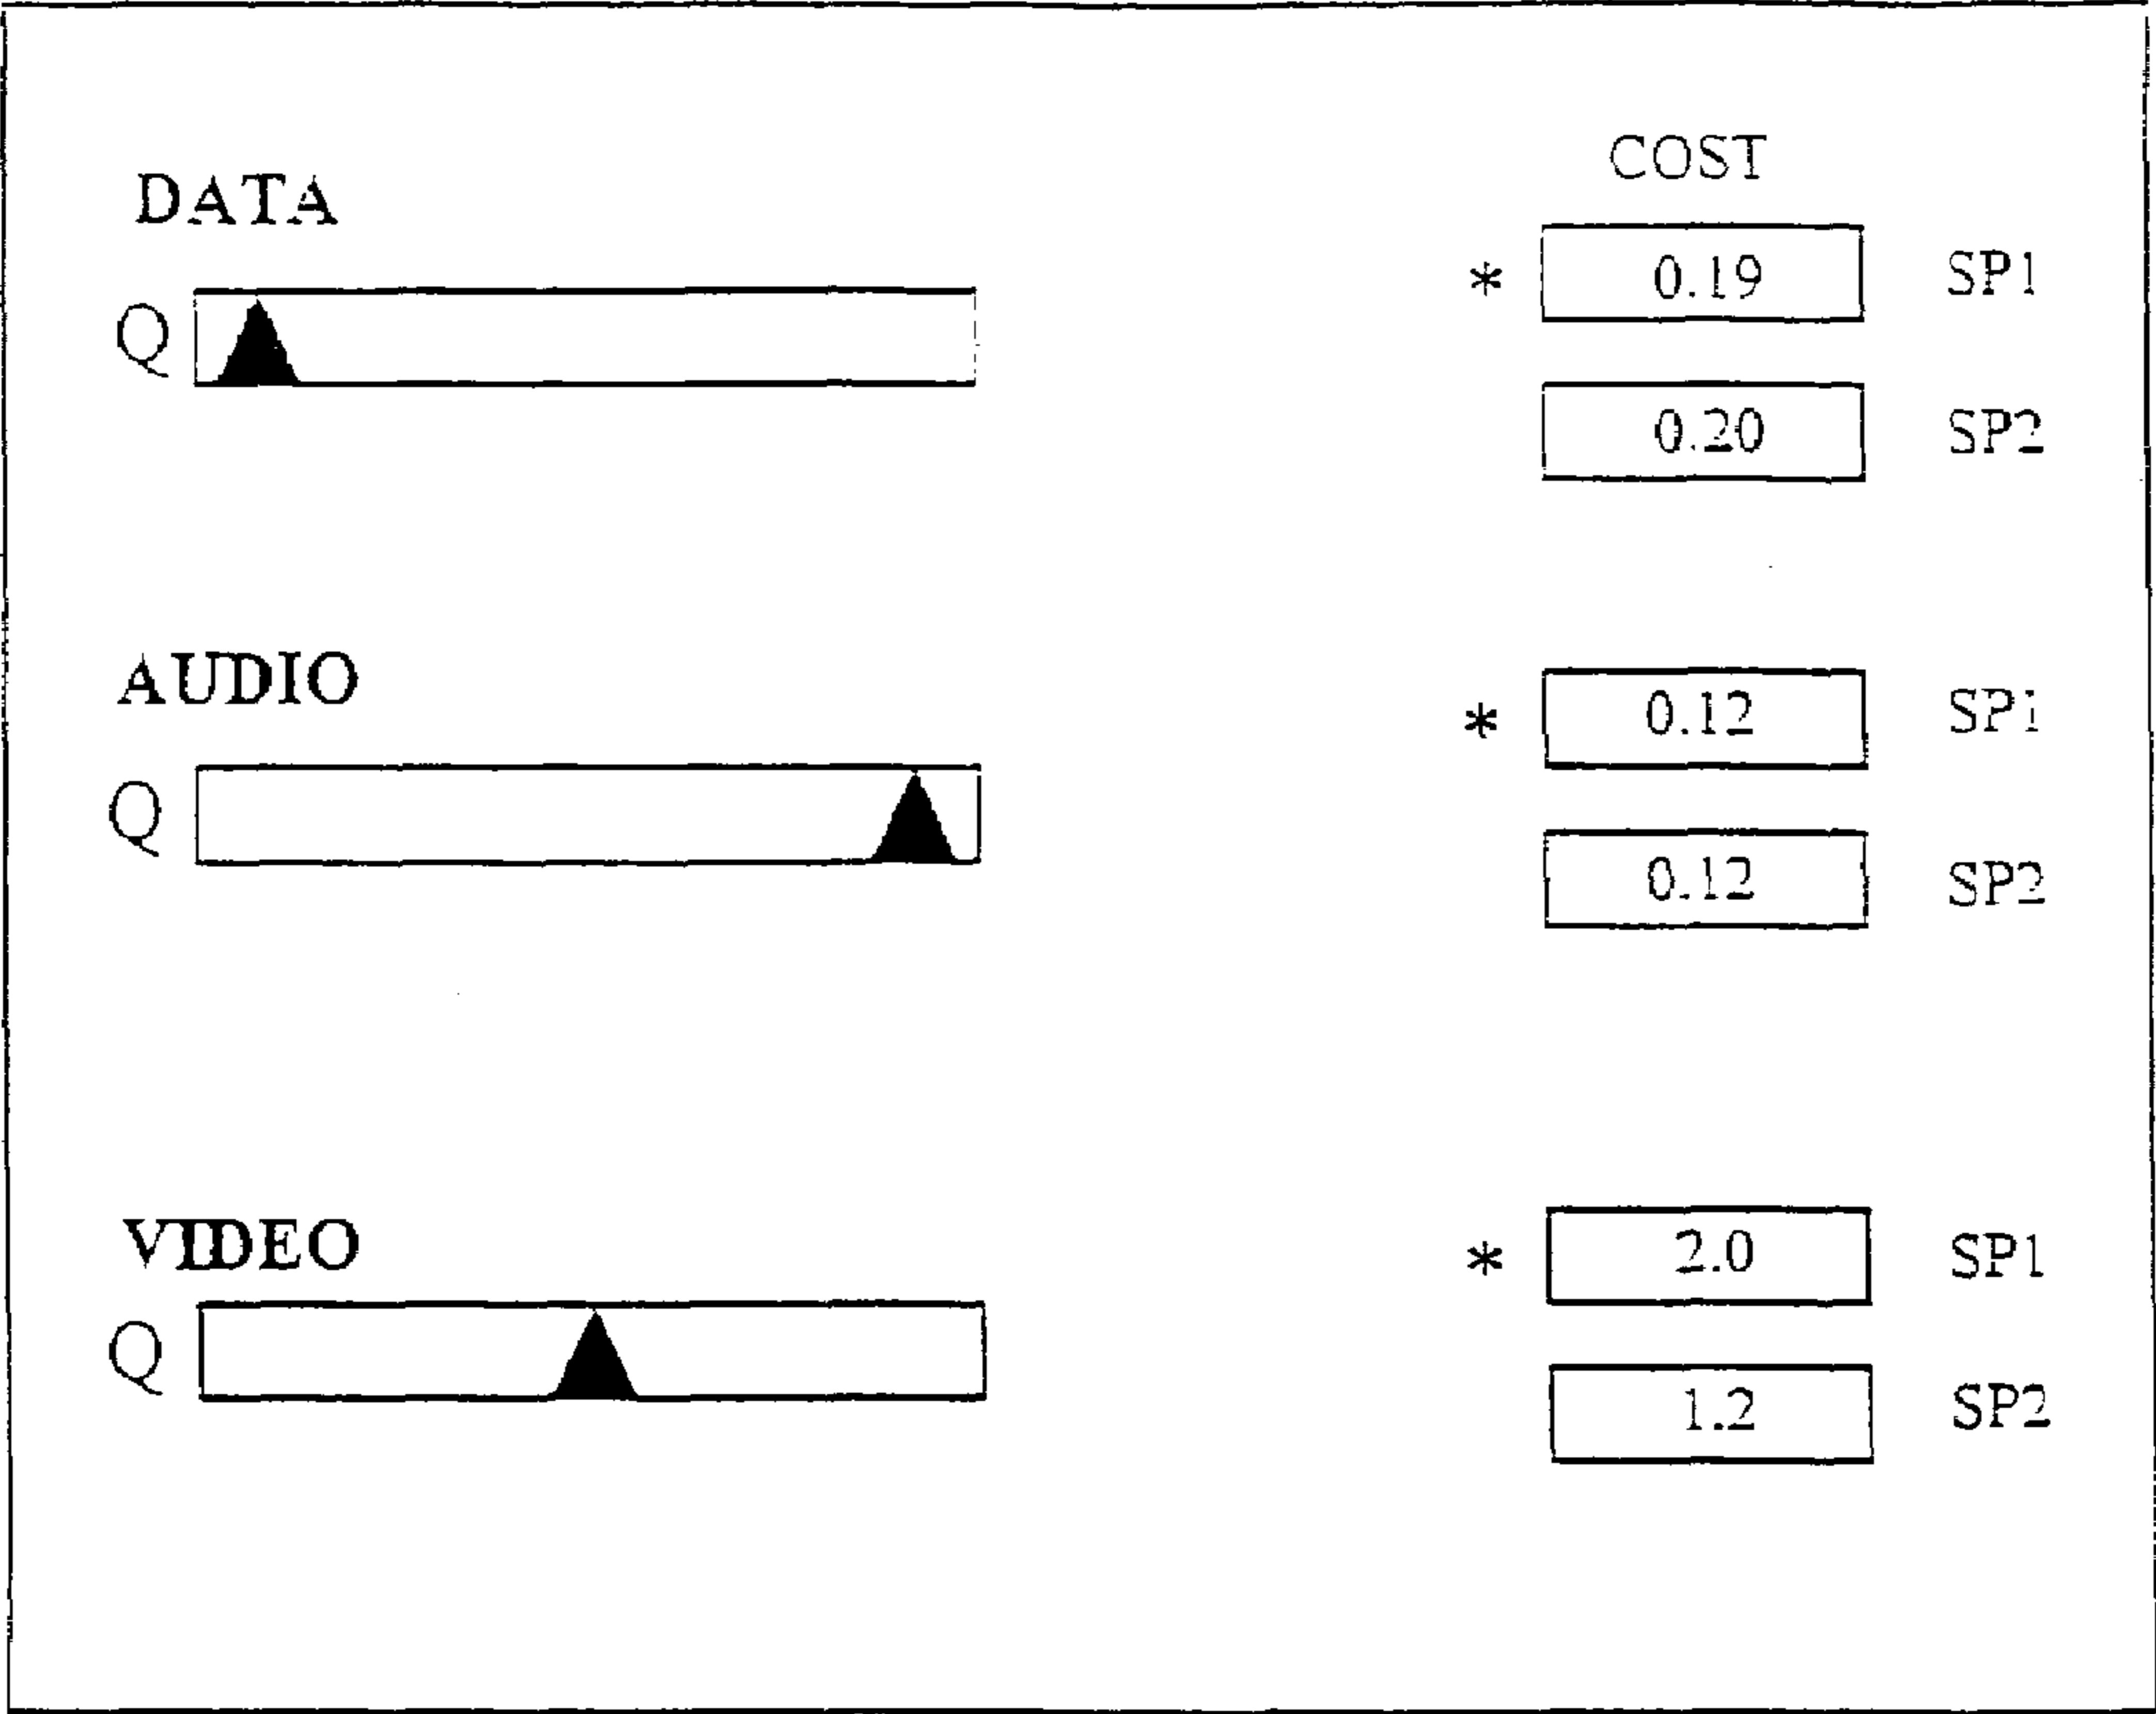 COST
DATA
* 0.19 SP1
Q
0.20 SP2
AUDIO
* 0.12 SP1
Q
0.12 SP2
VIDEO
* 2.0 SP1
Q
1.2 SP2